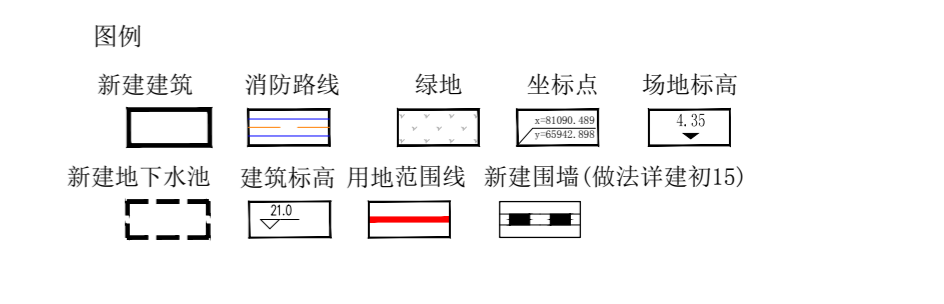 图例
新建建筑 消防路线 绿地 坐标点 场地标高
x=81090.489
y=65942.898
4.35
新建地下水池 建筑标高 用地范围线 新建围墙(做法详建初15)
21.0